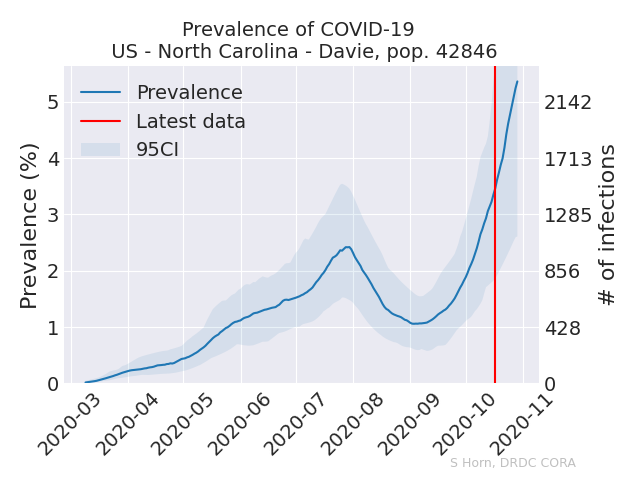 Prevalence of COVID-19
US - North Carolina - Davie, pop. 42846
Prevalence
Latest data
95CI
Prevalence (%)
5
4
3
2
1
0
2142
1713
1285
856
428
0
# of infections
2020-03
2020-04
2020-05
2020-06
2020-07
2020-08
2020-09
2020-10
2020-11
S Horn, DRDC CORA